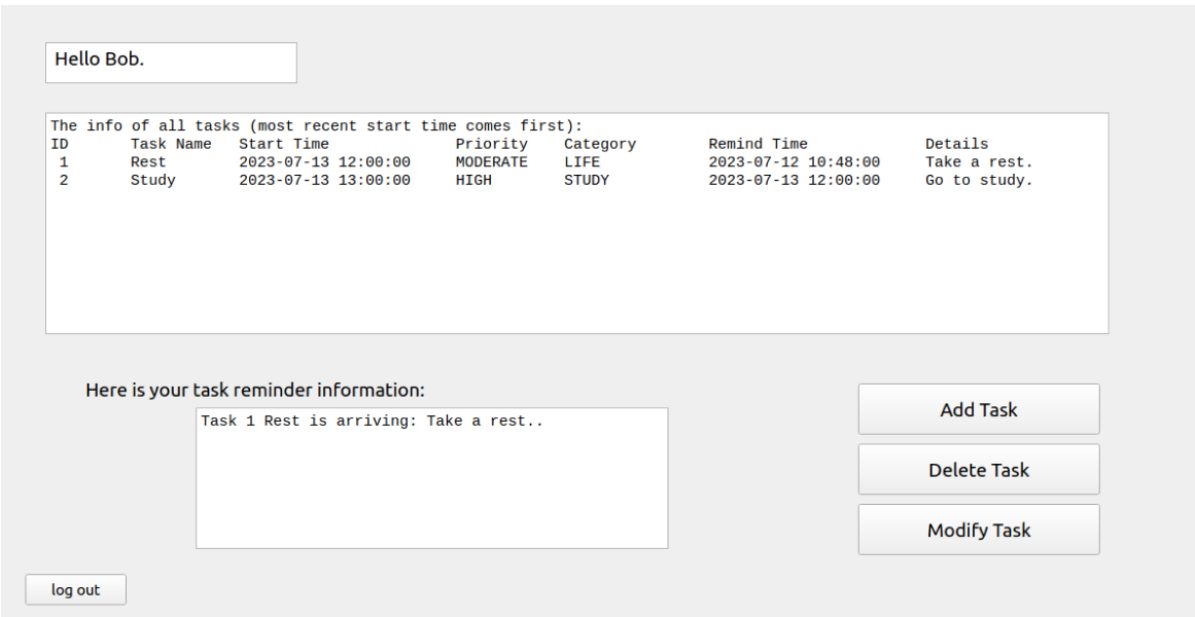 Hello Bob.
The info of all tasks (most recent start time comes first):
ID Task Name Start Time Priority Category Remind Time Details
1 Rest 2023-07-13 12:00:00 MODERATE LIFE 2023-07-12 10:48:00 Take a rest.
2 Study 2023-07-13 13:00:00 HIGH STUDY 2023-07-13 12:00:00 Go to study.
Here is your task reminder information:
Task 1 Rest is arriving: Take a rest..
Add Task
Delete Task
Modify Task
log out